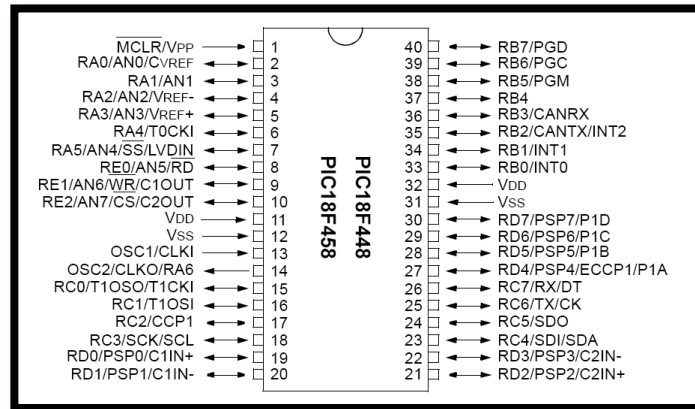 MCLR/VPP 1 40 RB7/PGD
RA0/AN0/CVREF 2 39 RB6/PGC
RA1/AN1 3 38 RB5/PGM
RA2/AN2/VREF- 4 37 RB4
RA3/AN3/VREF+ 5 36 RB3/CANRX
RA4/T0CKI 6 35 RB2/CANTX/INT2
RA5/AN4/SS/LVDIN 7 34 RB1/INT1
RE0/AN5/RD 8 33 RB0/INT0
RE1/AN6/WR/C1OUT 9 32 VDD
RE2/AN7/CS/C2OUT 10 31 VSS
VDD 11 30 RD7/PSP7/P1D
VSS 12 29 RD6/PSP6/P1C
OSC1/CLKI 13 28 RD5/PSP5/P1B
OSC2/CLKO/RA6 14 27 RD4/PSP4/ECCP1/P1A
RC0/T1OSO/T1CKI 15 26 RC7/RX/DT
RC1/T1OSI 16 25 RC6/TX/CK
RC2/CCP1 17 24 RC5/SDO
RC3/SCK/SCL 18 23 RC4/SDI/SDA
RD0/PSP0/C1IN+ 19 22 RD3/PSP3/C2IN-
RD1/PSP1/C1IN- 20 21 RD2/PSP2/C2IN+
PIC18F448
PIC18F458